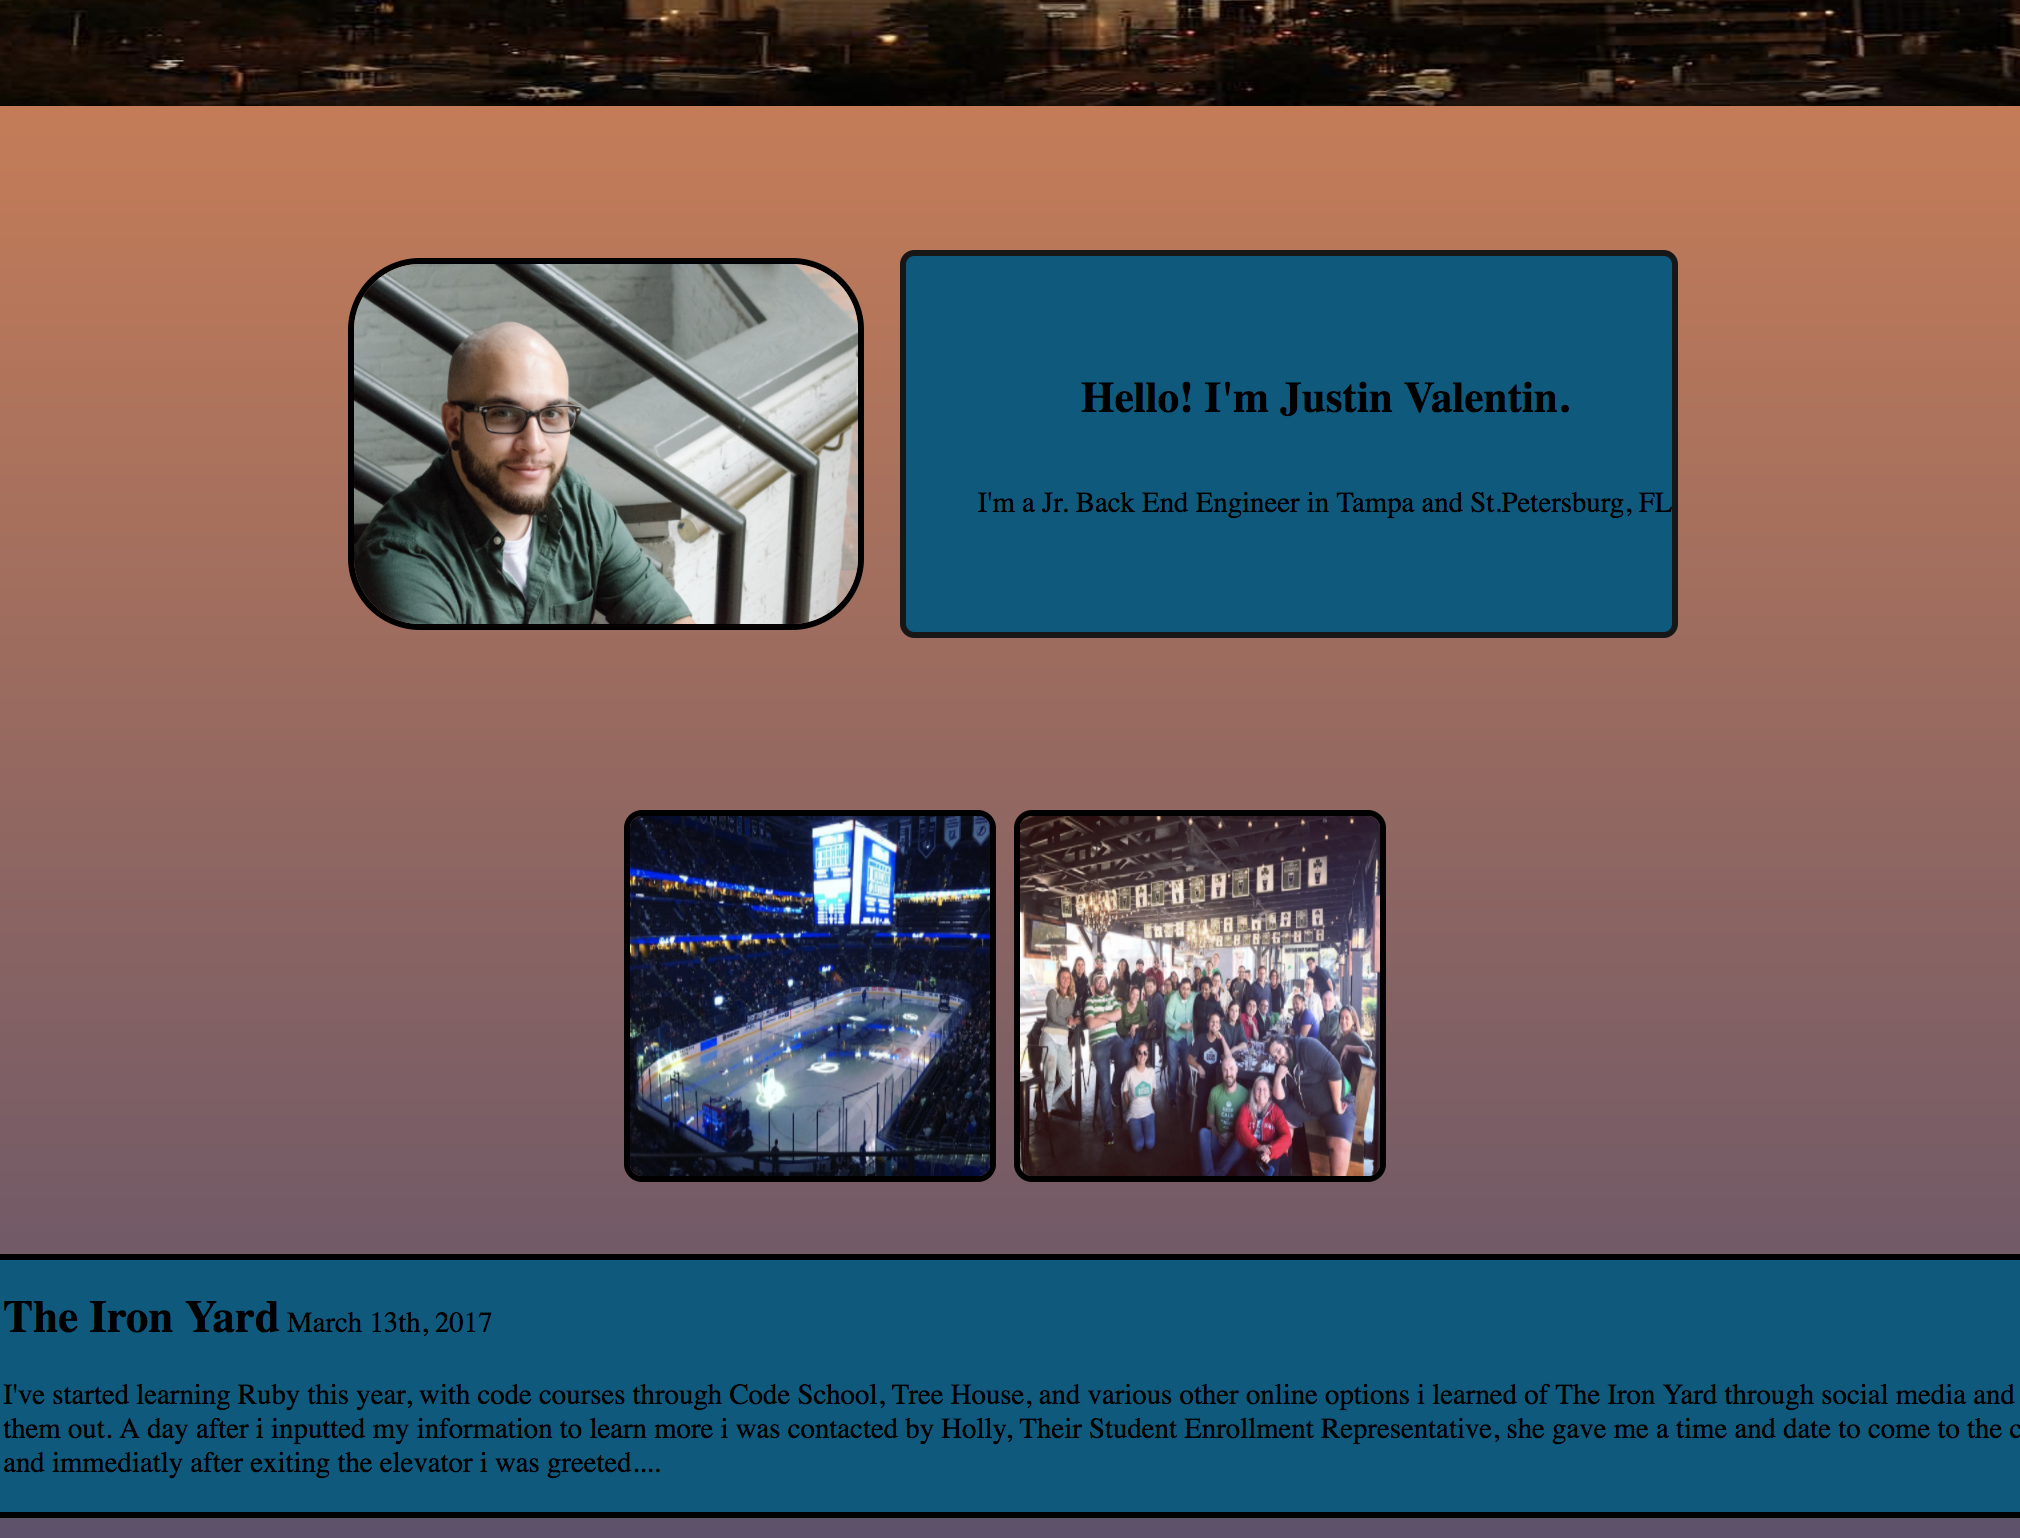 Hello! I'm Justin Valentin.
I'm a Jr. Back End Engineer in Tampa and St.Petersburg, FL
The Iron Yard March 13th, 2017
I've started learning Ruby this year, with code courses through Code School, Tree House, and various other online options i learned of The Iron Yard through social media and
them out. A day after i inputted my information to learn more i was contacted by Holly, Their Student Enrollment Representative, she gave me a time and date to come to the
and immediatly after exiting the elevator i was greeted....